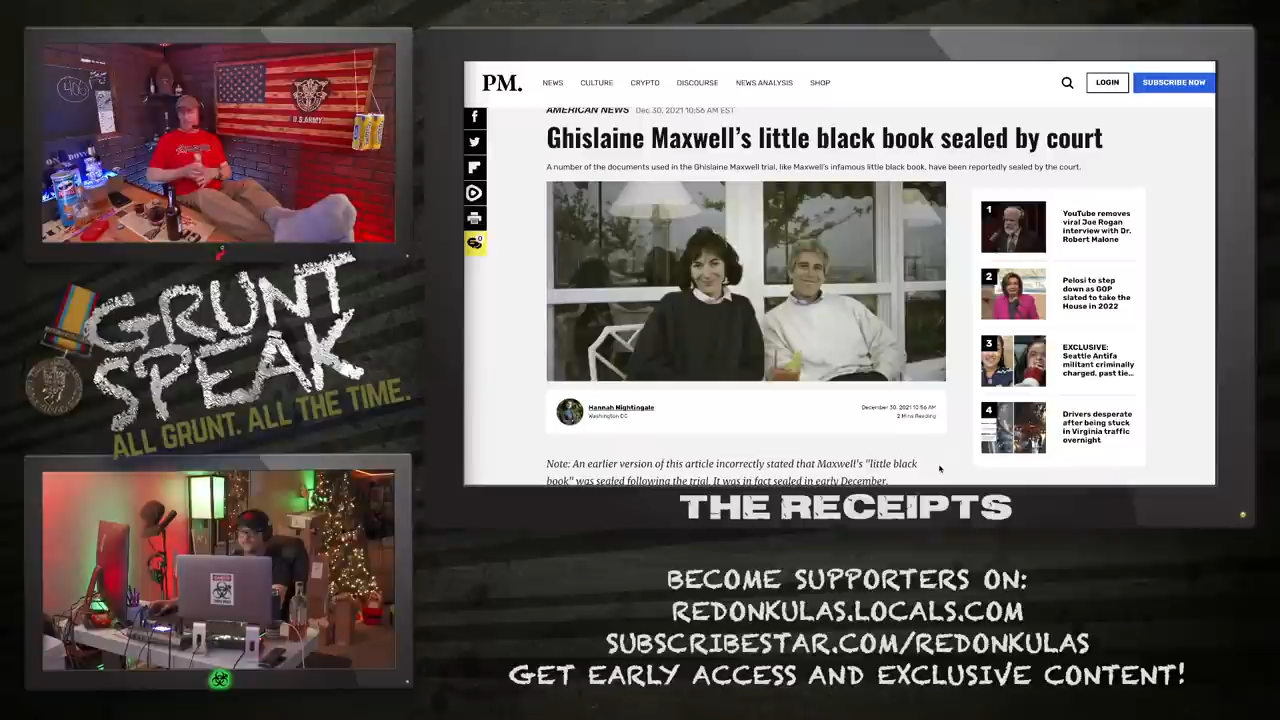 400
U.S. ARMY
GRUNT
SPEAK
ALL GRUNT. ALL THE TIME.
PM.
NEWS
CULTURE
CRYPTO
DISCOURSE
NEWS ANALYSIS
SHOP
LOGIN
SUBSCRIBE NOW
AMERICAN NEWS Dec 30, 2021 10:56 AM EST
Ghislaine Maxwell's little black book sealed by court
A number of the documents used in the Ghislaine Maxwell trial, like Maxwell's infamous little black book, have been reportedly sealed by the court.
0
1
YouTube removes
viral Joe Rogan
interview with Dr.
Robert Malone
2
Pelosi to step
down as GOP
slated to take the
House in 2022
3
EXCLUSIVE:
Seattle Antifa
militant criminally
charged, past tie...
4
Drivers desperate
after being stuck
in Virginia traffic
overnight
Hannah Nightingale
Washington DC
December 30, 2021 10:56 AM
2 Mins Reading
Note: An earlier version of this article incorrectly stated that Maxwell's "little black
book" was sealed following the trial. It was in fact sealed in early December.
THE RECEIPTS
BECOME SUPPORTERS ON:
REDONKULAS.LOCALS.COM
SUBSCRIBESTAR.COM/REDONKULAS
GET EARLY ACCESS AND EXCLUSIVE CONTENT!